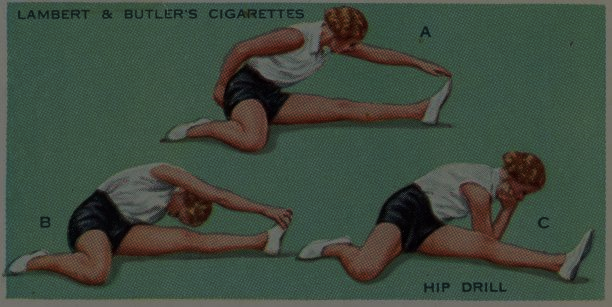 LAMBERT & BUTLER'S CIGARETTES
A
B
C
HIP DRILL